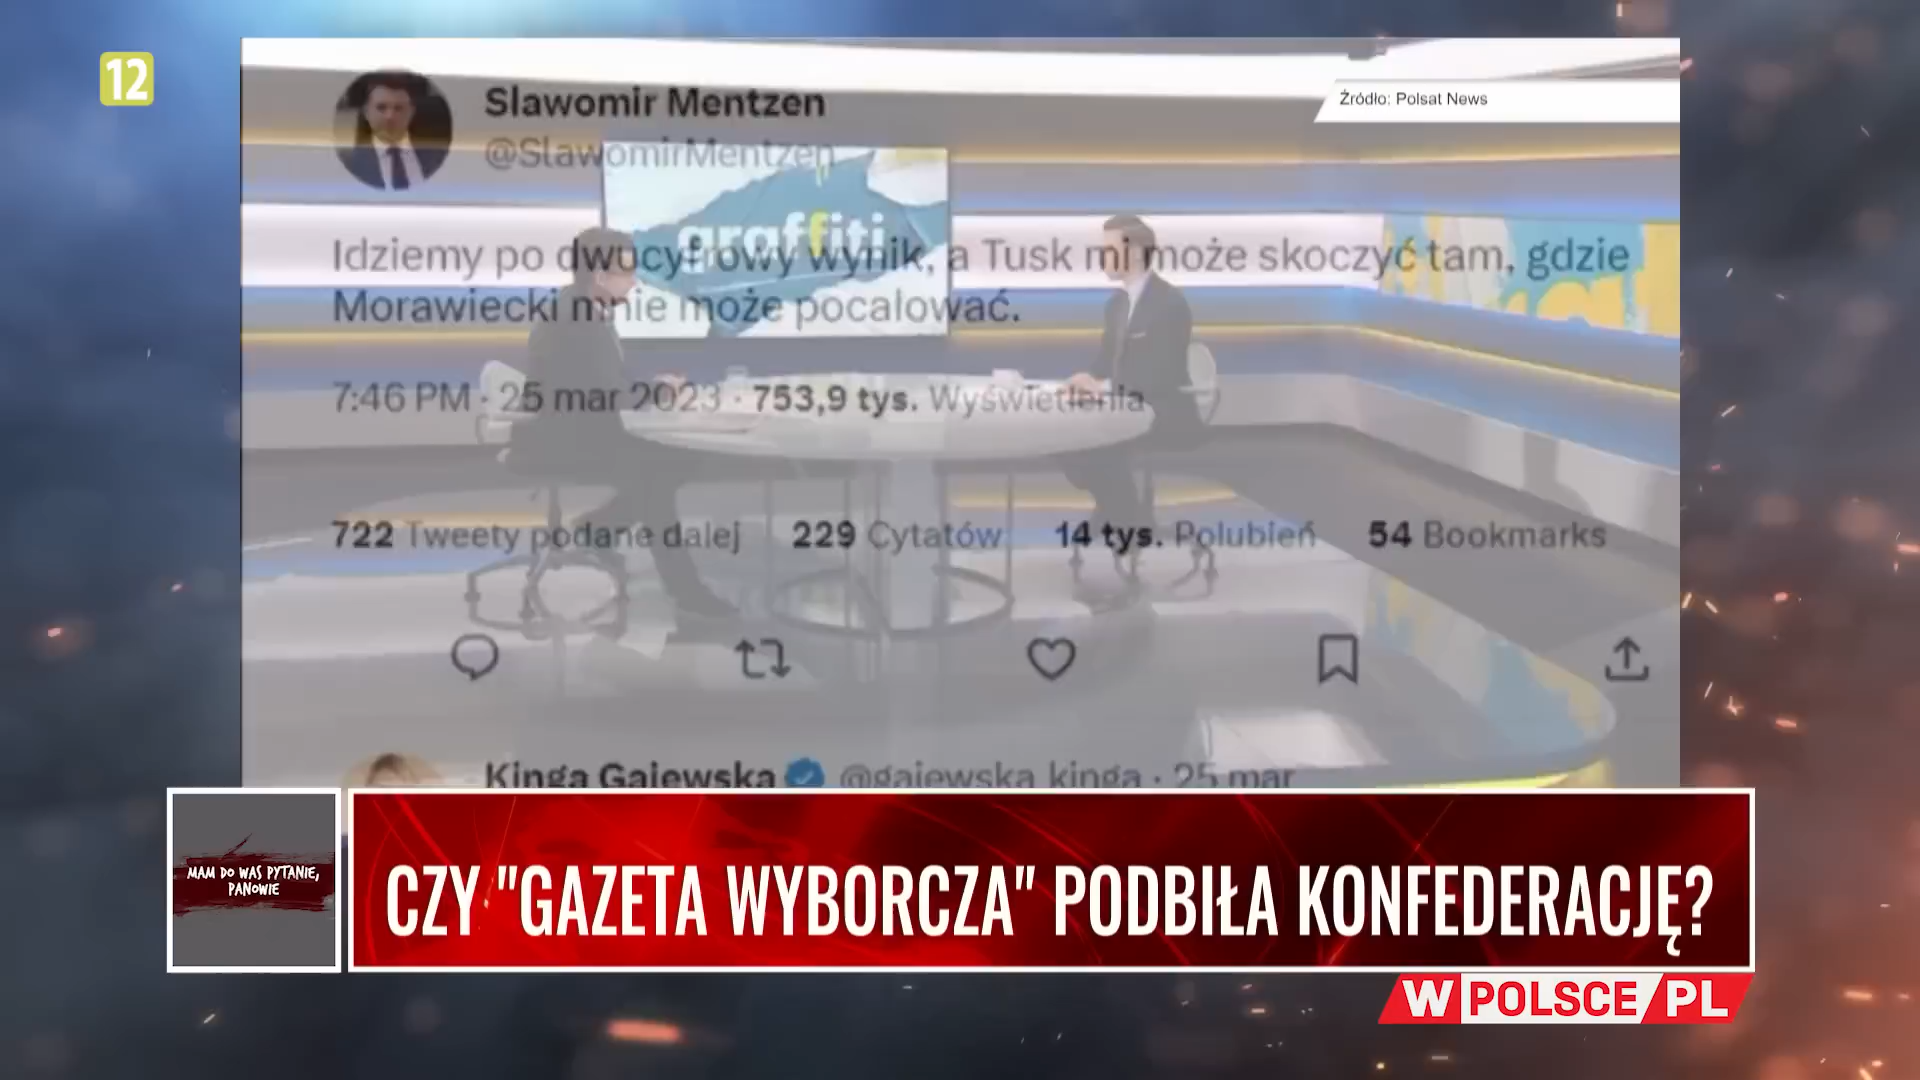 12
Slawomir Mentzen
@SlawomirMentzen
Źródło: Polsat News
graffiti
Idziemy po dwucyfrowy wynik, a Tusk mi może skoczyć tam, gdzie
Morawiecki mnie może pocałować.
7:46 PM · 25 mar 2023 · 753,9 tys. Wyświetlenia
722 Tweety podane dalej 229 Cytatów 14 tys. Polubień 54 Bookmarks
Kinga Gajewska @gajewska_kinga · 25 mar
MAM DO WAS PYTANIE,
PANOWIE
CZY "GAZETA WYBORCZA" PODBIŁA KONFEDERACJĘ?
WPOLSCE/PL